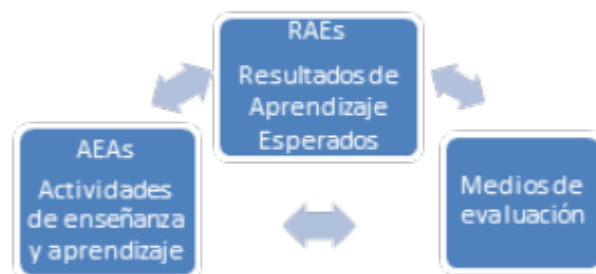 RAEs
Resultados de
Aprendizaje
Esperados
AEAs
Actividades
de enseñanza
y aprendizaje
Medios de
evaluación